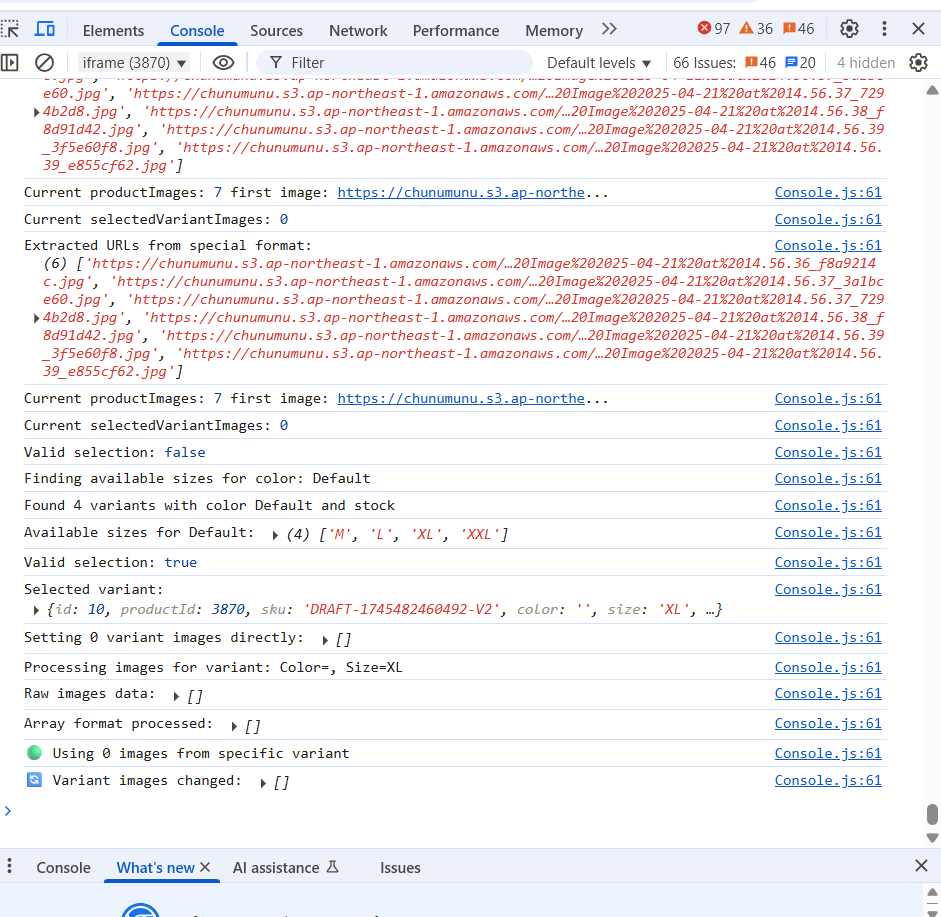 Elements Console Sources Network Performance Memory 97 36 46
iframe (3870) Filter Default levels 66 Issues: 46 20 4 hidden
e60.jpg', 'https://chunumunu.s3.ap-northeast-1.amazonaws.com/…20Image%202025-04-21%20at%2014.56.37_729
4b2d8.jpg', 'https://chunumunu.s3.ap-northeast-1.amazonaws.com/…20Image%202025-04-21%20at%2014.56.38_f
8d91d42.jpg', 'https://chunumunu.s3.ap-northeast-1.amazonaws.com/…20Image%202025-04-21%20at%2014.56.39
_3f5e60f8.jpg', 'https://chunumunu.s3.ap-northeast-1.amazonaws.com/…20Image%202025-04-21%20at%2014.56.
39_e855cf62.jpg']
Current productImages: 7 first image: https://chunumunu.s3.ap-northe... Console.js:61
Current selectedVariantImages: 0 Console.js:61
Extracted URLs from special format: Console.js:61
(6) ['https://chunumunu.s3.ap-northeast-1.amazonaws.com/…20Image%202025-04-21%20at%2014.56.36_f8a9214
c.jpg', 'https://chunumunu.s3.ap-northeast-1.amazonaws.com/…20Image%202025-04-21%20at%2014.56.37_3a1bc
e60.jpg', 'https://chunumunu.s3.ap-northeast-1.amazonaws.com/…20Image%202025-04-21%20at%2014.56.37_729
4b2d8.jpg', 'https://chunumunu.s3.ap-northeast-1.amazonaws.com/…20Image%202025-04-21%20at%2014.56.38_f
8d91d42.jpg', 'https://chunumunu.s3.ap-northeast-1.amazonaws.com/…20Image%202025-04-21%20at%2014.56.39
_3f5e60f8.jpg', 'https://chunumunu.s3.ap-northeast-1.amazonaws.com/…20Image%202025-04-21%20at%2014.56.
39_e855cf62.jpg']
Current productImages: 7 first image: https://chunumunu.s3.ap-northe... Console.js:61
Current selectedVariantImages: 0 Console.js:61
Valid selection: false Console.js:61
Finding available sizes for color: Default Console.js:61
Found 4 variants with color Default and stock Console.js:61
Available sizes for Default: (4) ['M', 'L', 'XL', 'XXL'] Console.js:61
Valid selection: true Console.js:61
Selected variant: Console.js:61
{id: 10, productId: 3870, sku: 'DRAFT-1745482460492-V2', color: '', size: 'XL', …}
Setting 0 variant images directly: [] Console.js:61
Processing images for variant: Color=, Size=XL Console.js:61
Raw images data: [] Console.js:61
Array format processed: [] Console.js:61
Using 0 images from specific variant Console.js:61
Variant images changed: [] Console.js:61
Console What's new AI assistance Issues